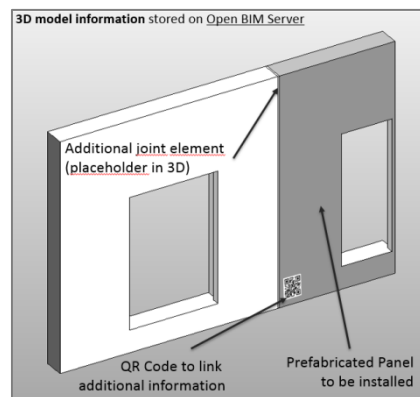 3D model information stored on Open BIM Server
Additional joint element
(placeholder in 3D)
QR Code to link
additional information
Prefabricated Panel
to be installed